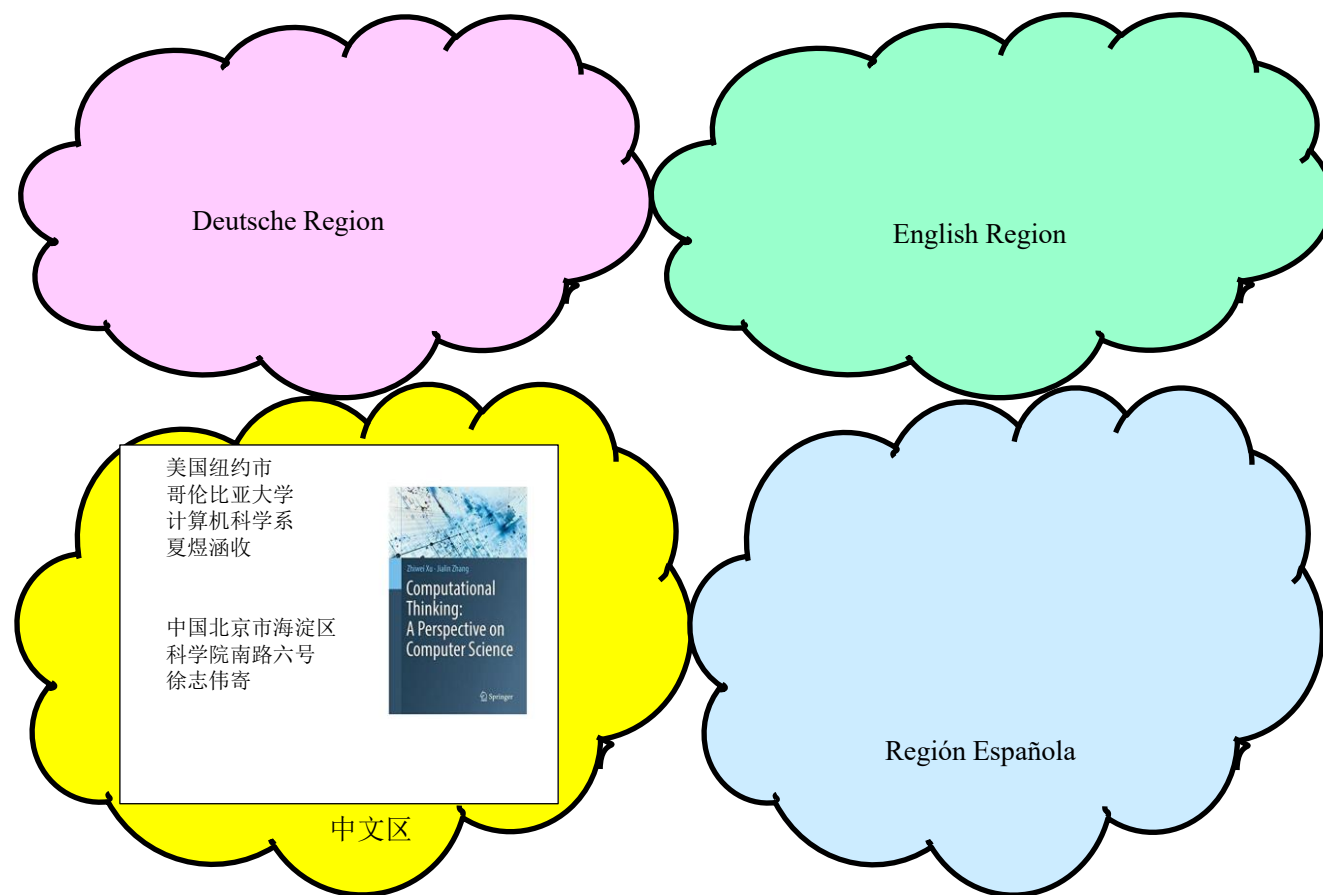 Deutsche Region
English Region
美国纽约市
哥伦比亚大学
计算机科学系
夏煜涵收
中国北京市海淀区
科学院南路六号
徐志伟寄
Zhiwei Xu · Jialin Zhang
Computational
Thinking:
A Perspective on
Computer Science
Springer
中文区
Región Española